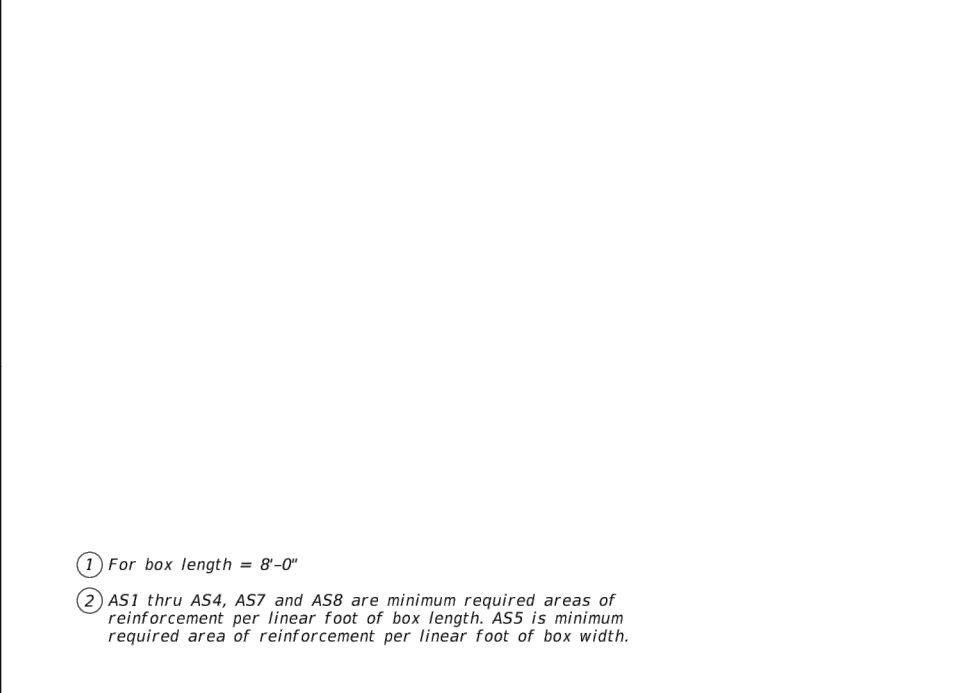 1 For box length = 8'-0"
2 AS1 thru AS4, AS7 and AS8 are minimum required areas of
reinforcement per linear foot of box length. AS5 is minimum
required area of reinforcement per linear foot of box width.